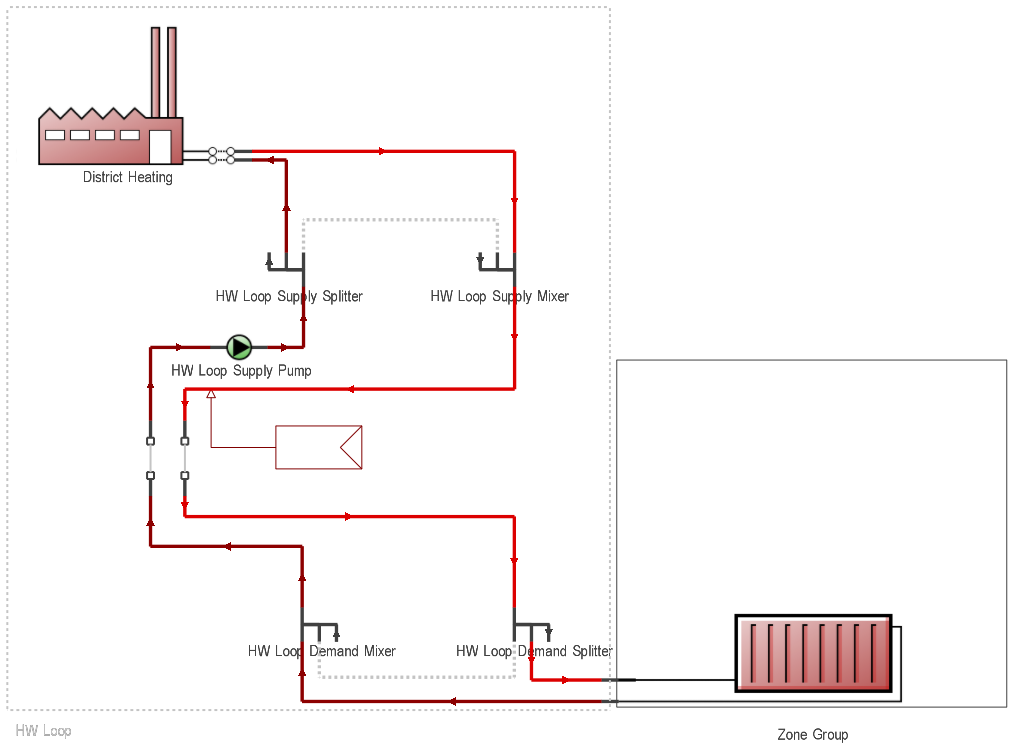 District Heating
HW Loop Supply Splitter
HW Loop Supply Mixer
HW Loop Supply Pump
HW Loop Demand Mixer
HW Loop Demand Splitter
HW Loop
Zone Group